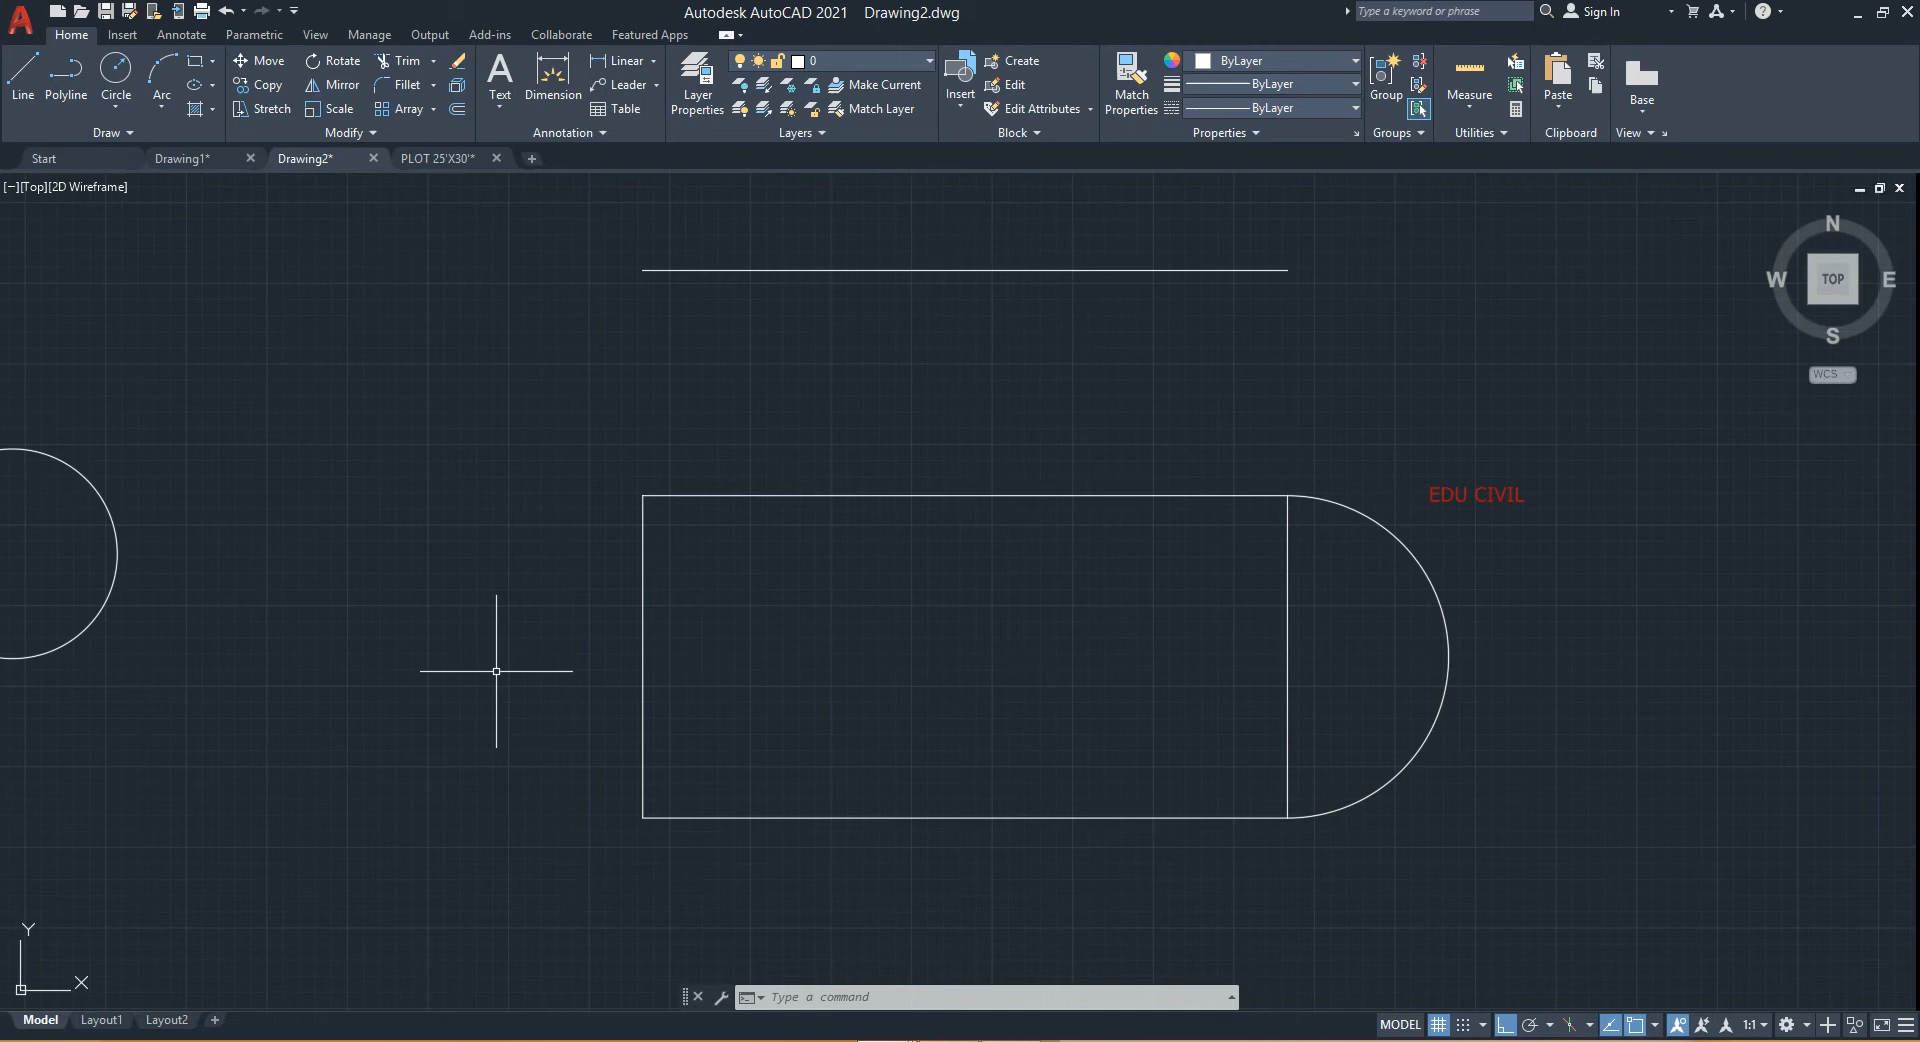 Autodesk AutoCAD 2021 Drawing2.dwg
Type a keyword or phrase
Sign In
Home Insert Annotate Parametric View Manage Output Add-ins Collaborate Featured Apps
Line Polyline Circle Arc
Draw
Move Rotate Trim
Copy Mirror Fillet
Stretch Scale Array
Modify
Text Dimension
Linear
Leader
Table
Annotation
Layer Properties
0
Make Current
Match Layer
Layers
Insert
Create
Edit
Edit Attributes
Block
Match Properties
ByLayer
ByLayer
ByLayer
Properties
Group
Groups
Measure
Utilities
Paste
Clipboard
Base
View
Start Drawing1* Drawing2* PLOT 25'X30'*
[−][Top][2D Wireframe]
N
W TOP E
S
WCS
EDU CIVIL
Y
X
Type a command
Model Layout1 Layout2
MODEL 1:1